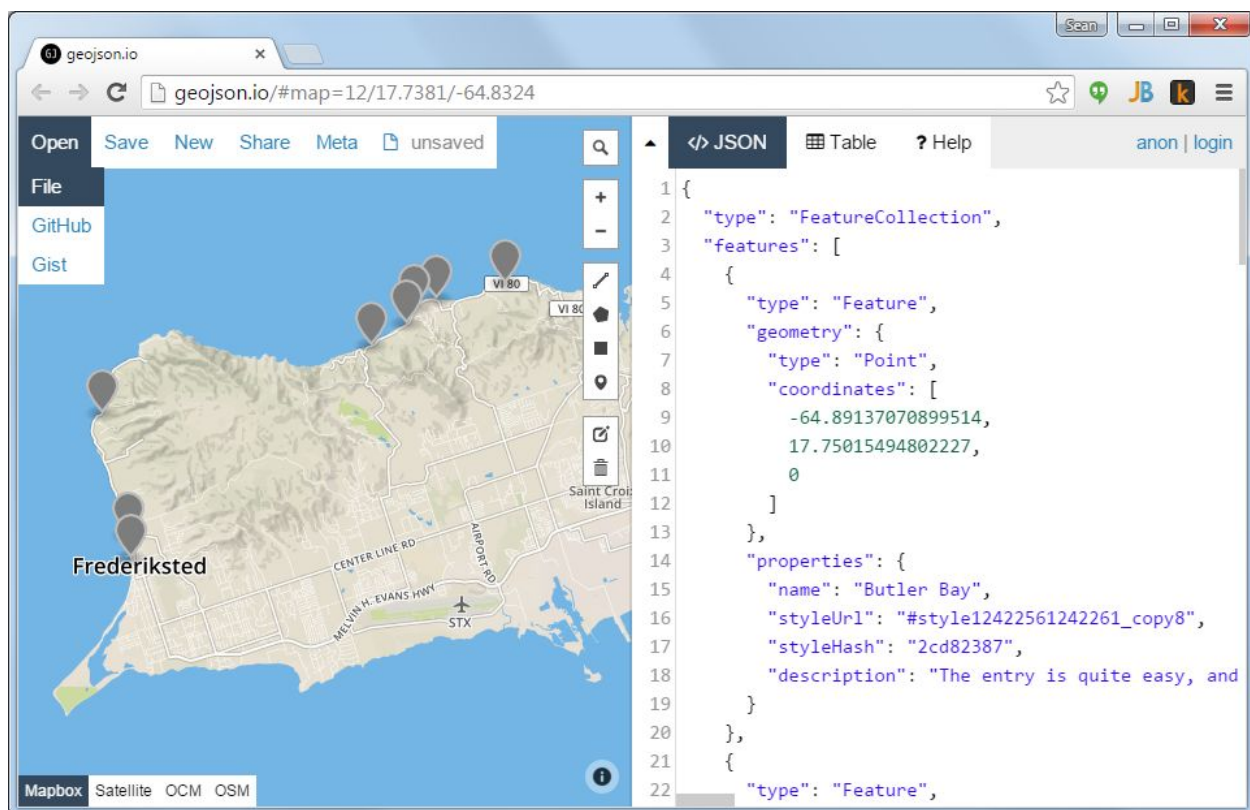 Sean
GJ geojson.io
geojson.io/#map=12/17.7381/-64.8324
JB k
Open Save New Share Meta unsaved
File
GitHub
Gist
VI 80
VI 80
Saint Croix
Island
Frederiksted
CENTER LINE RD
AIRPORT RD
MELVIN H. EVANS HWY
STX
Mapbox Satellite OCM OSM
</> JSON Table ? Help anon | login
1 {
2 "type": "FeatureCollection",
3 "features": [
4 {
5 "type": "Feature",
6 "geometry": {
7 "type": "Point",
8 "coordinates": [
9 -64.89137070899514,
10 17.75015494802227,
11 0
12 ]
13 },
14 "properties": {
15 "name": "Butler Bay",
16 "styleUrl": "#style12422561242261_copy8",
17 "styleHash": "2cd82387",
18 "description": "The entry is quite easy, and
19 }
20 },
21 {
22 "type": "Feature",